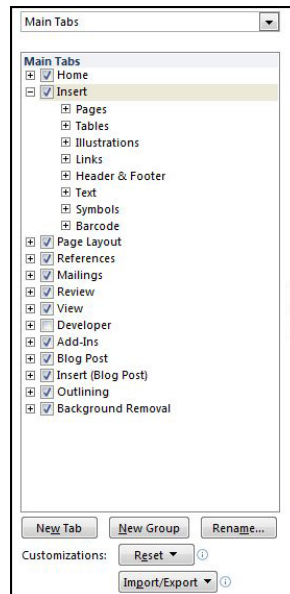 Main Tabs
Main Tabs
Home
Insert
Pages
Tables
Illustrations
Links
Header & Footer
Text
Symbols
Barcode
Page Layout
References
Mailings
Review
View
Developer
Add-Ins
Blog Post
Insert (Blog Post)
Outlining
Background Removal
New Tab New Group Rename...
Customizations: Reset
Import/Export